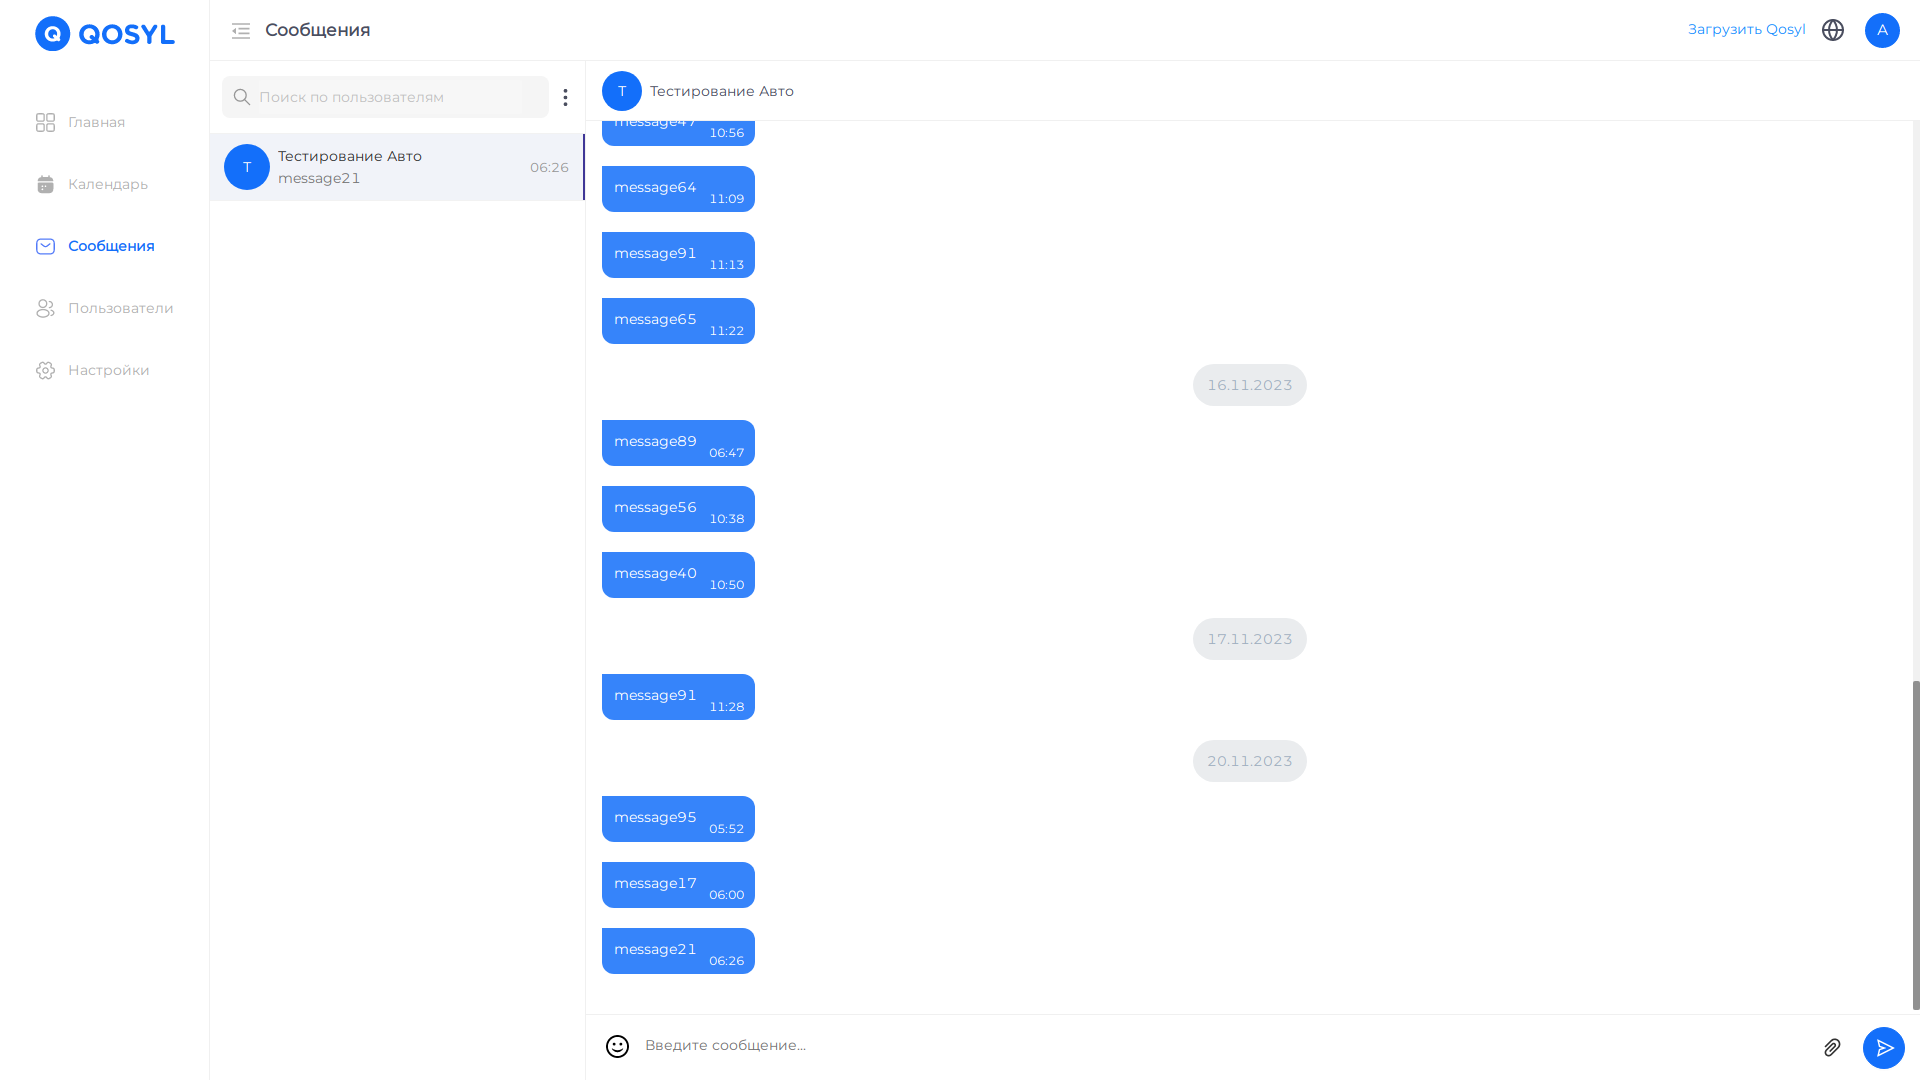 QOSYL
Сообщения
Загрузить Qosyl
A
Главная
Календарь
Сообщения
Пользователи
Настройки
Поиск по пользователям
T
Тестирование Авто
06:26
message21
T
Тестирование Авто
message47
10:56
message64
11:09
message91
11:13
message65
11:22
16.11.2023
message89
06:47
message56
10:38
message40
10:50
17.11.2023
message91
11:28
20.11.2023
message95
05:52
message17
06:00
message21
06:26
Введите сообщение...